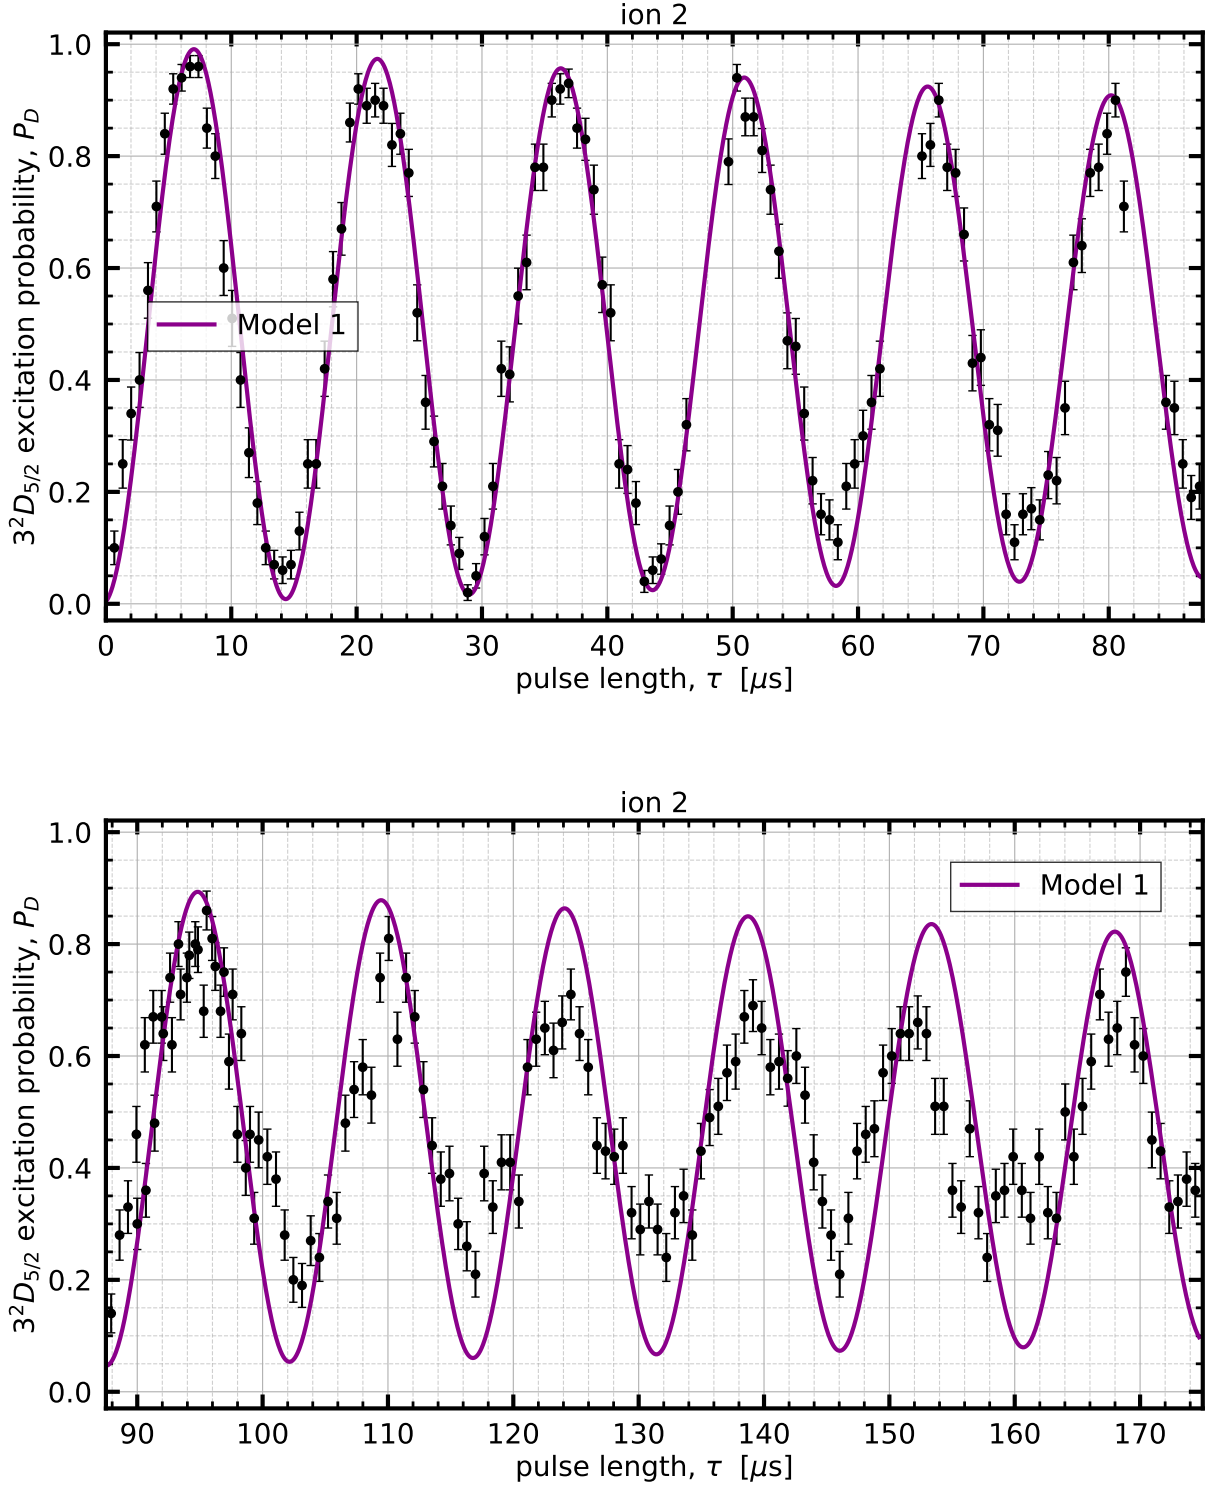 ion 2
1.0
0.8
0.6
0.4
0.2
0.0
3²D₅/₂ excitation probability, P_D
Model 1
0 10 20 30 40 50 60 70 80
pulse length, τ [μs]
ion 2
1.0
0.8
0.6
0.4
0.2
0.0
3²D₅/₂ excitation probability, P_D
Model 1
90 100 110 120 130 140 150 160 170
pulse length, τ [μs]